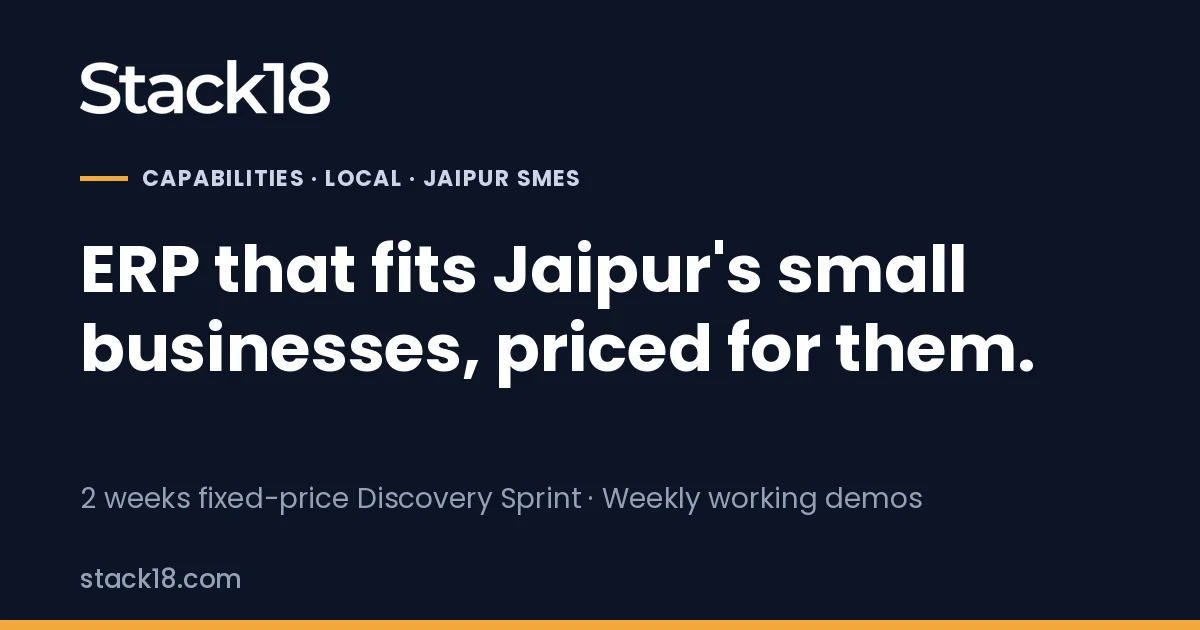 Stack18
CAPABILITIES · LOCAL · JAIPUR SMES
ERP that fits Jaipur's small
businesses, priced for them.
2 weeks fixed-price Discovery Sprint · Weekly working demos
stack18.com